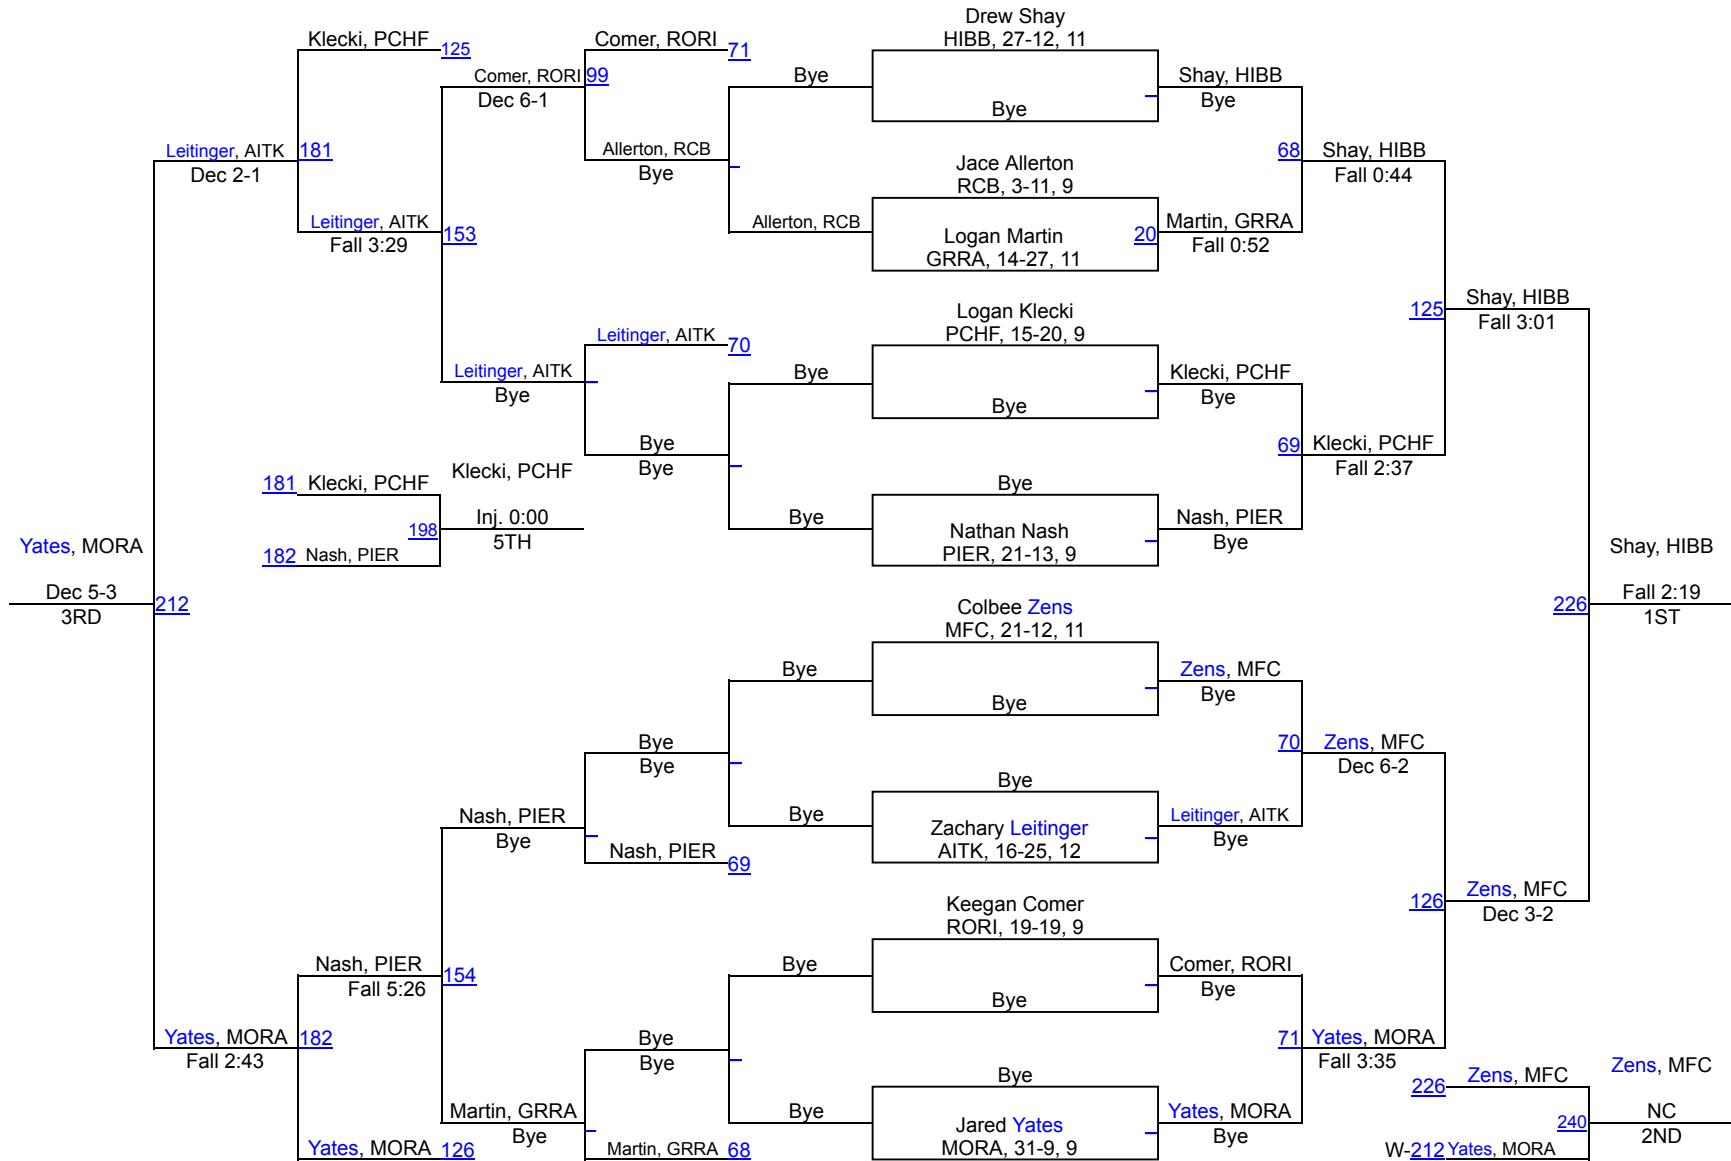 Drew Shay
HIBB, 27-12, 11
Klecki, PCHF
125
Comer, RORI
71
Comer, RORI
99
Dec 6-1
Bye
Bye
Shay, HIBB
Bye
Leitinger, AITK
181
Dec 2-1
Allerton, RCB
Bye
Jace Allerton
RCB, 3-11, 9
68
Shay, HIBB
Fall 0:44
Leitinger, AITK
Fall 3:29
153
Allerton, RCB
Logan Martin
GRRA, 14-27, 11
20
Martin, GRRA
Fall 0:52
Logan Klecki
PCHF, 15-20, 9
125
Shay, HIBB
Fall 3:01
Leitinger, AITK
70
Leitinger, AITK
Bye
Bye
Bye
Klecki, PCHF
Bye
Bye
Bye
69
Klecki, PCHF
Fall 2:37
Klecki, PCHF
181
Klecki, PCHF
Inj. 0:00
198
5TH
182
Nash, PIER
Bye
Bye
Nathan Nash
PIER, 21-13, 9
Nash, PIER
Bye
Yates, MORA
Dec 5-3
3RD
212
Shay, HIBB
226
Fall 2:19
1ST
Colbee Zens
MFC, 21-12, 11
Bye
Bye
Zens, MFC
Bye
Bye
Bye
70
Zens, MFC
Dec 6-2
Nash, PIER
Bye
Nash, PIER
69
Bye
Bye
Zachary Leitinger
AITK, 16-25, 12
Leitinger, AITK
Bye
Keegan Comer
RORI, 19-19, 9
126
Zens, MFC
Dec 3-2
Nash, PIER
Fall 5:26
154
Bye
Bye
Comer, RORI
Bye
Yates, MORA
182
Fall 2:43
Bye
Bye
71
Yates, MORA
Fall 3:35
Martin, GRRA
Bye
Bye
Bye
Jared Yates
MORA, 31-9, 9
Yates, MORA
Bye
Yates, MORA
126
Martin, GRRA
68
226
Zens, MFC
Zens, MFC
240
NC
2ND
W-212
Yates, MORA